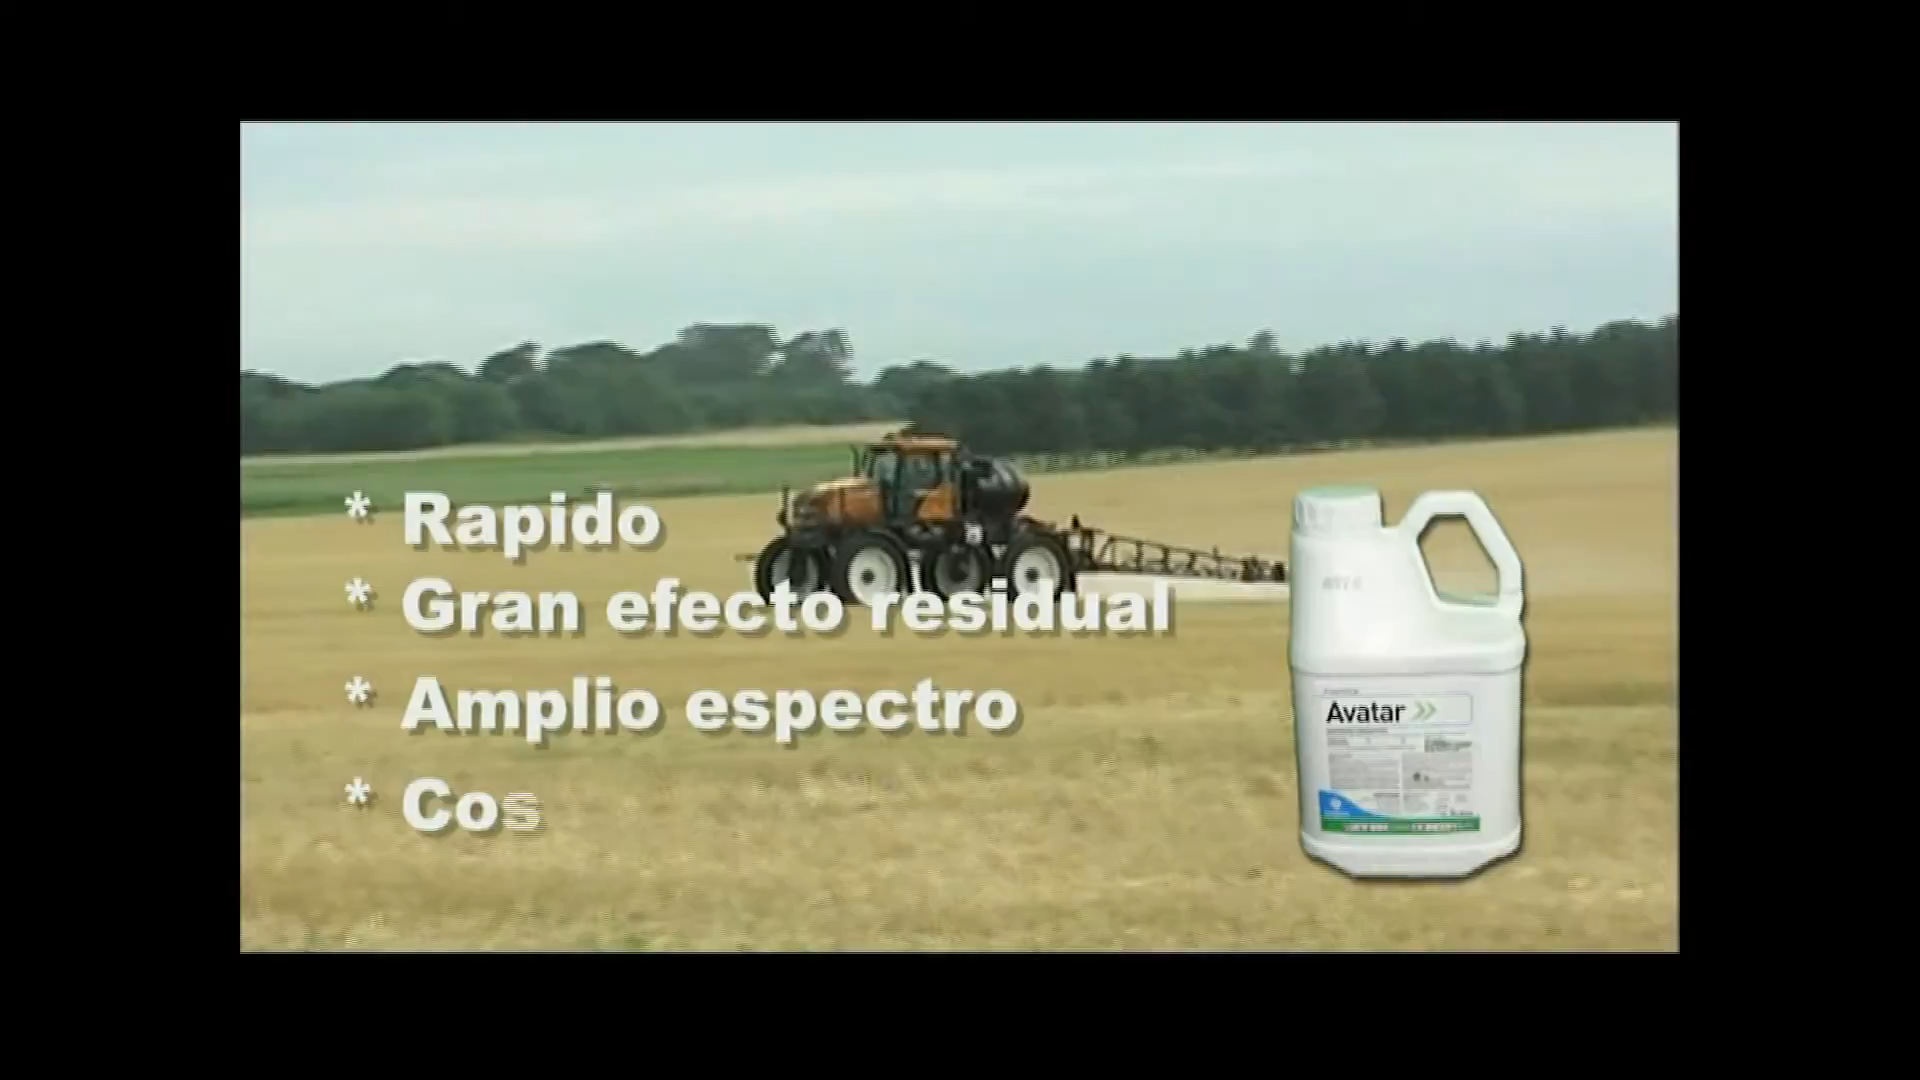 * Rapido
* Gran efecto residual
* Amplio espectro
* Cos
Avatar